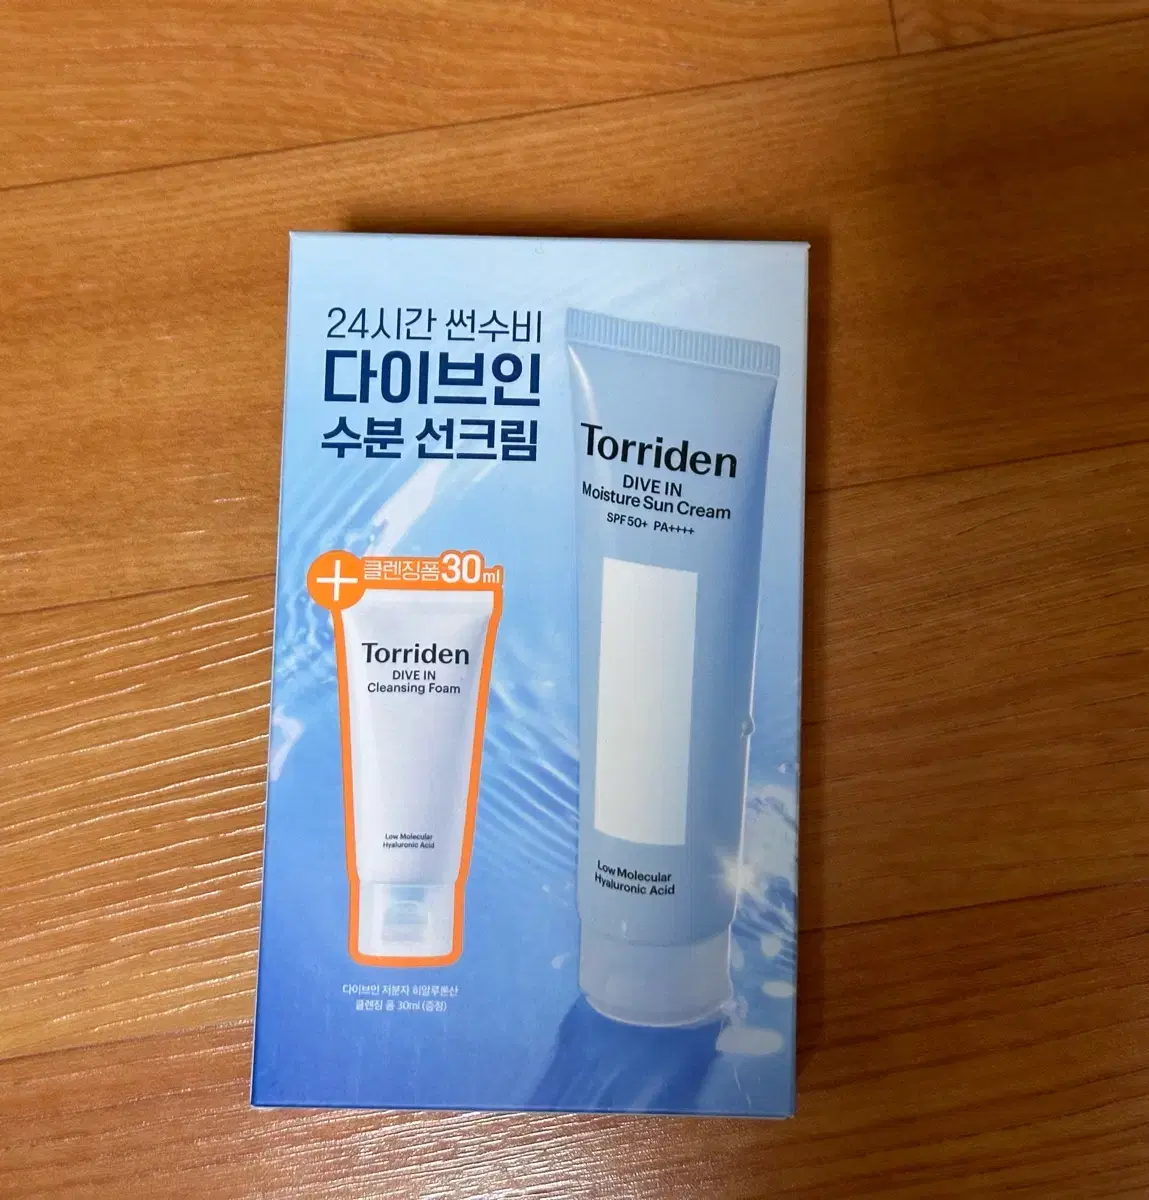 24시간 썬수비
다이브인
수분 선크림
Torriden
DIVE IN
Moisture Sun Cream
SPF50+ PA++++
Low Molecular
Hyaluronic Acid
+ 클렌징폼 30ml
Torriden
DIVE IN
Cleansing Foam
Low Molecular
Hyaluronic Acid
다이브인 저분자 히알루론산
클렌징 폼 30ml (증정)